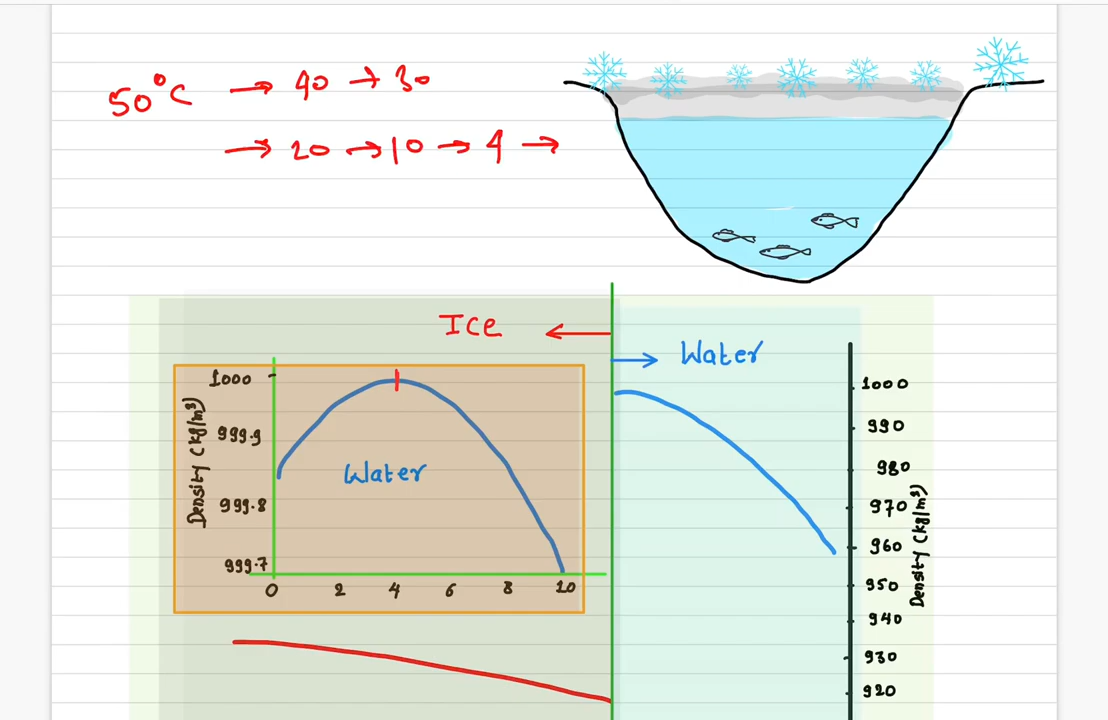 50°C → 40 → 30
→ 20 → 10 → 4 →
ICe ←
→ Water
1000
999.9
999.8
999.7
Density (kg/m³)
Water
0 2 4 6 8 10
1000
990
980
970
960
950
940
930
920
Density (kg/m³)